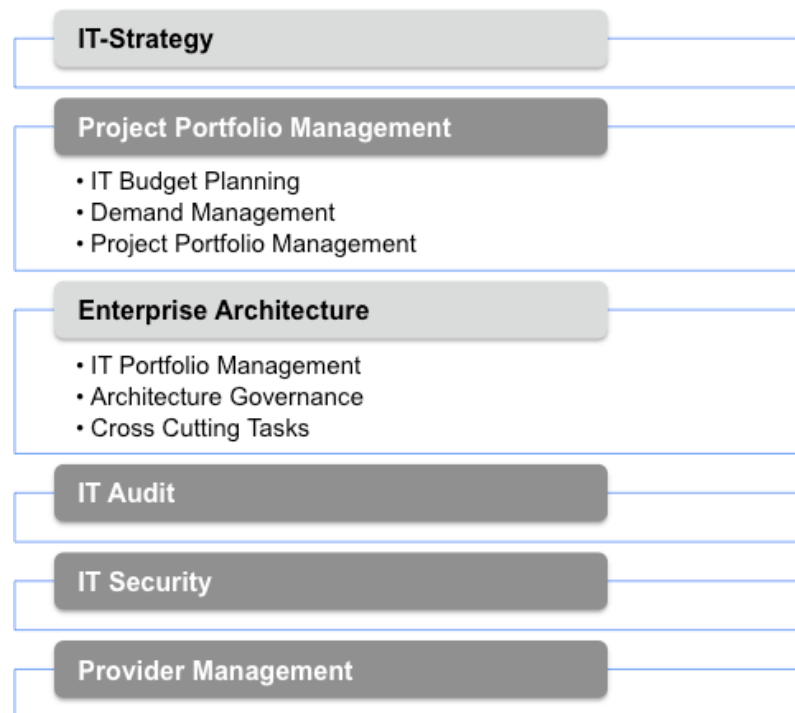 IT-Strategy
Project Portfolio Management
• IT Budget Planning
• Demand Management
• Project Portfolio Management
Enterprise Architecture
• IT Portfolio Management
• Architecture Governance
• Cross Cutting Tasks
IT Audit
IT Security
Provider Management